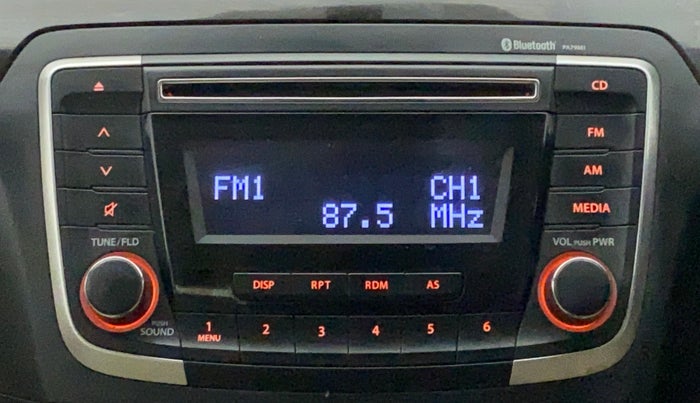 Bluetooth
CD
FM
AM
MEDIA
FM1 CH1
87.5 MHz
TUNE/FLD
VOL PUSH PWR
DISP RPT RDM AS
PUSH
SOUND
1 2 3 4 5 6
MENU